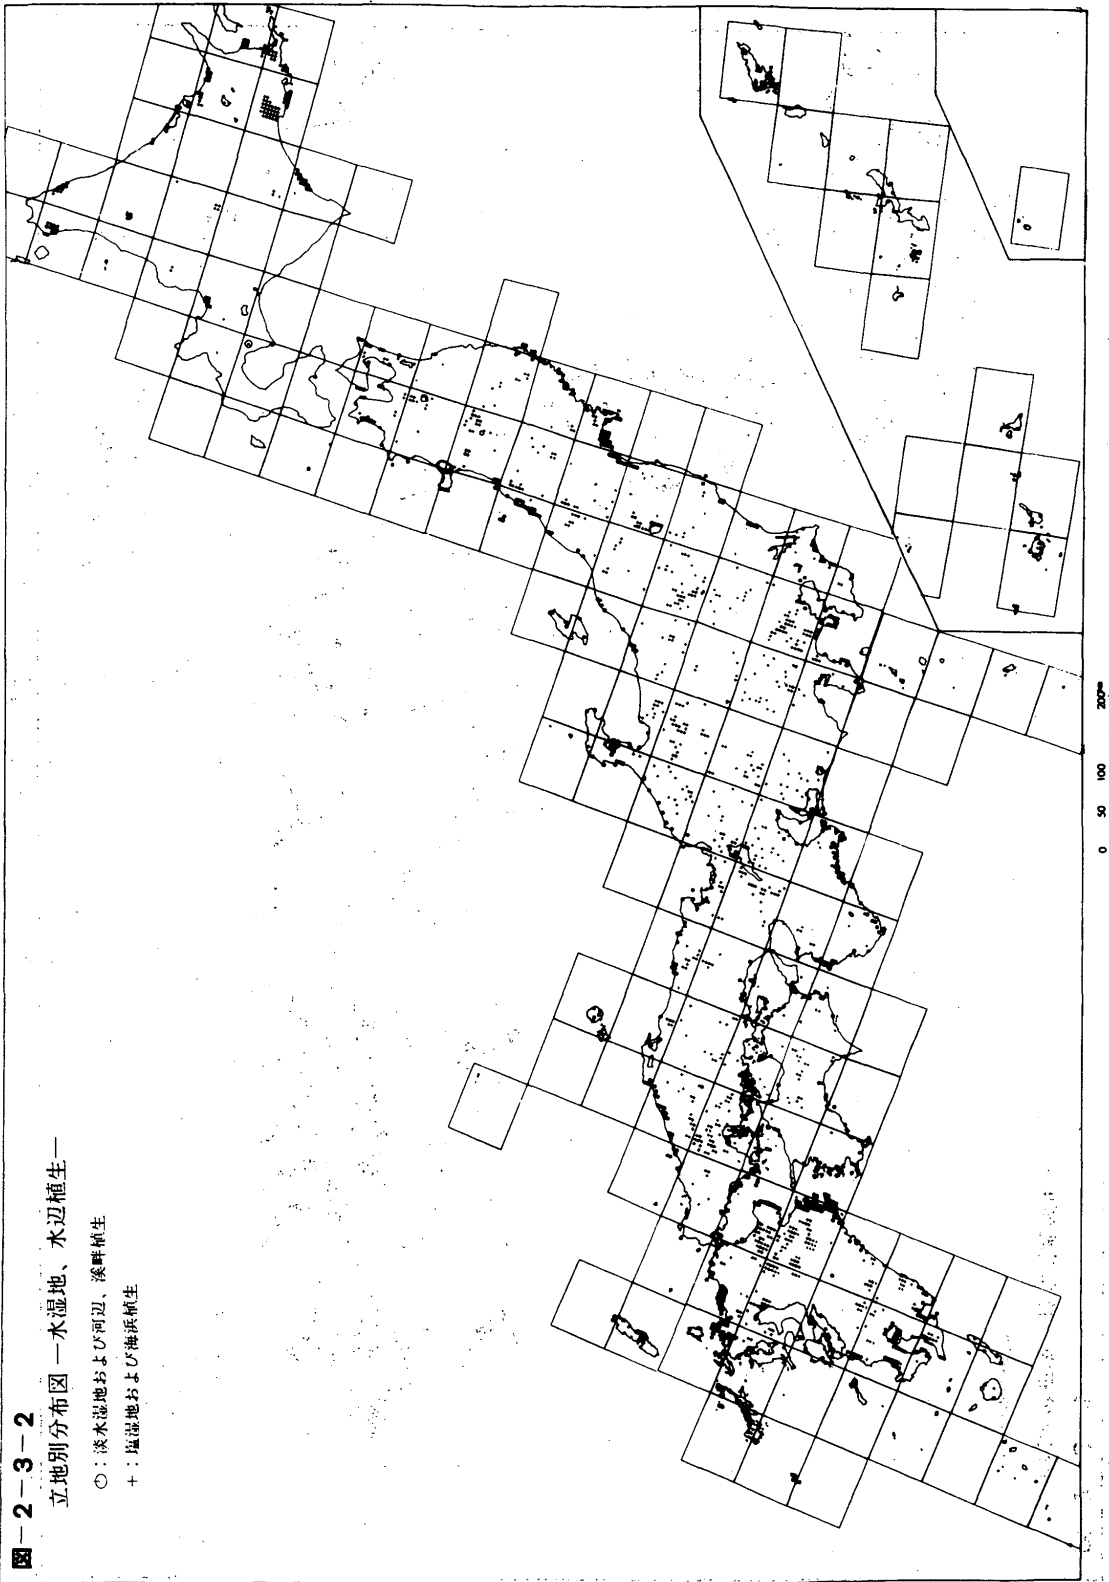 図－2－3－2
立地別分布図 ―水湿地、水辺植生―
○：淡水湿地および河辺、渓畔植生
＋：塩湿地および海浜植生
0 50 100 200km